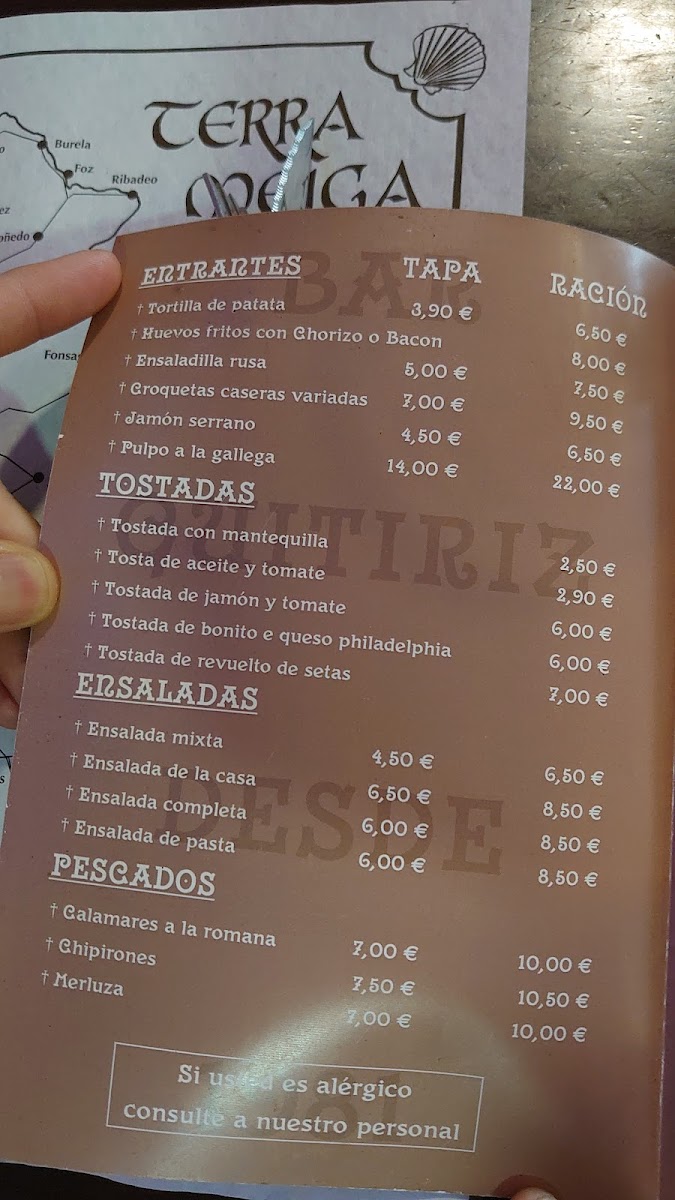 TERRA
MEIGA
Burela
Foz
Ribadeo
oñedo
Fonsa
BAR
GUITIRIZ
DESDE
ENTRANTES TAPA RACIÓN
† Tortilla de patata 3,90 € 6,50 €
† Huevos fritos con Chorizo o Bacon 8,00 €
† Ensaladilla rusa 5,00 € 7,50 €
† Croquetas caseras variadas 7,00 € 9,50 €
† Jamón serrano 4,50 € 6,50 €
† Pulpo a la gallega 14,00 € 22,00 €
TOSTADAS
† Tostada con mantequilla 2,50 €
† Tosta de aceite y tomate 2,90 €
† Tostada de jamón y tomate 6,00 €
† Tostada de bonito e queso philadelphia 6,00 €
† Tostada de revuelto de setas 7,00 €
ENSALADAS
† Ensalada mixta 4,50 € 6,50 €
† Ensalada de la casa 6,50 € 8,50 €
† Ensalada completa 6,00 € 8,50 €
† Ensalada de pasta 6,00 € 8,50 €
PESCADOS
† Calamares a la romana 7,00 € 10,00 €
† Chipirones 7,50 € 10,50 €
† Merluza 7,00 € 10,00 €
Si usted es alérgico
consulte a nuestro personal